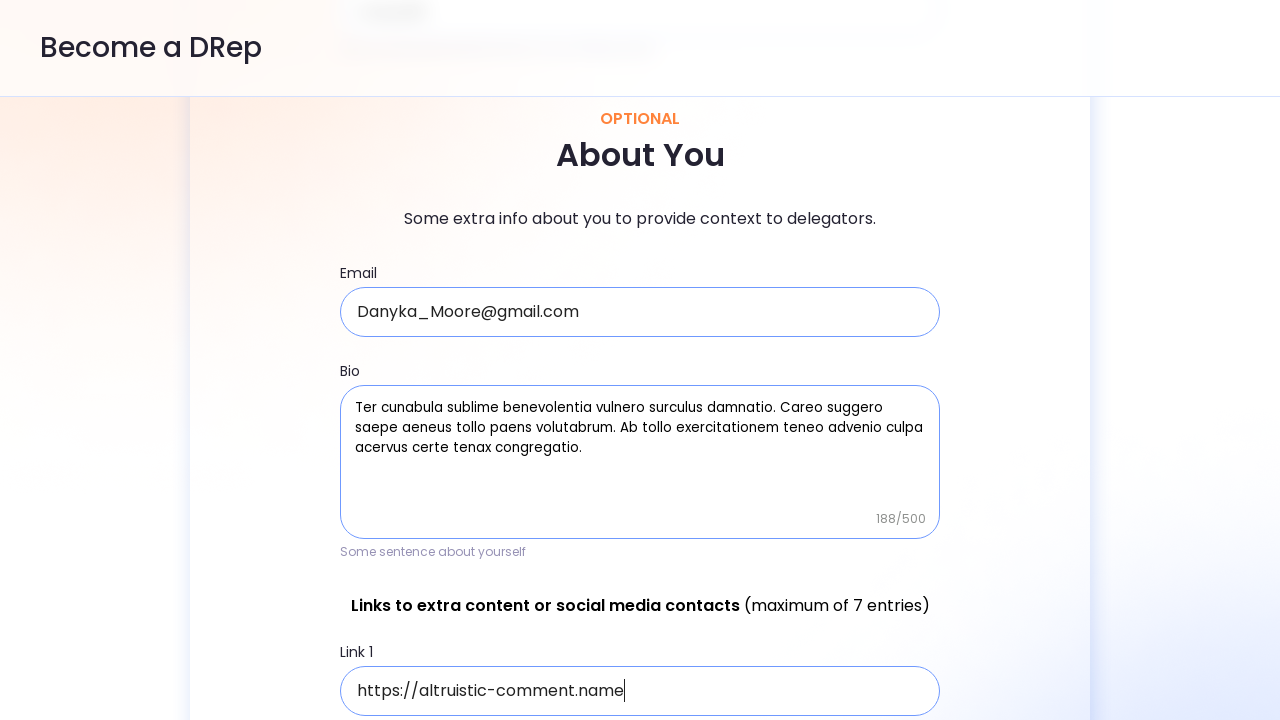 Become a DRep
OPTIONAL
About You
Some extra info about you to provide context to delegators.
Email
Danyka_Moore@gmail.com
Bio
Ter cunabula sublime benevolentia vulnero surculus damnatio. Careo suggero
saepe aeneus tollo paens volutabrum. Ab tollo exercitationem teneo advenio culpa
acervus certe tenax congregatio.
188/500
Some sentence about yourself
Links to extra content or social media contacts (maximum of 7 entries)
Link 1
https://altruistic-comment.name